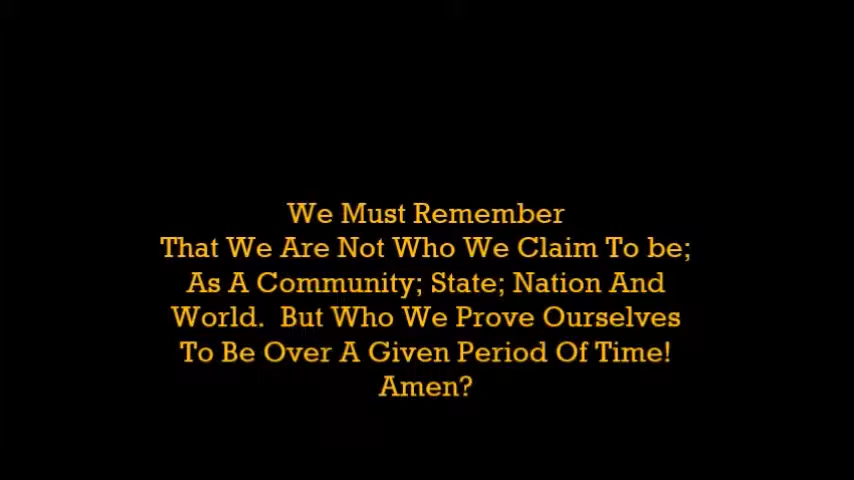 We Must Remember
That We Are Not Who We Claim To be;
As A Community; State; Nation And
World.  But Who We Prove Ourselves
To Be Over A Given Period Of Time!
Amen?